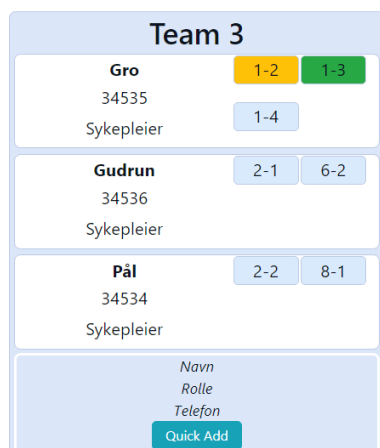 Team 3
Gro 1-2 1-3
34535
1-4
Sykepleier
Gudrun 2-1 6-2
34536
Sykepleier
Pål 2-2 8-1
34534
Sykepleier
Navn
Rolle
Telefon
Quick Add